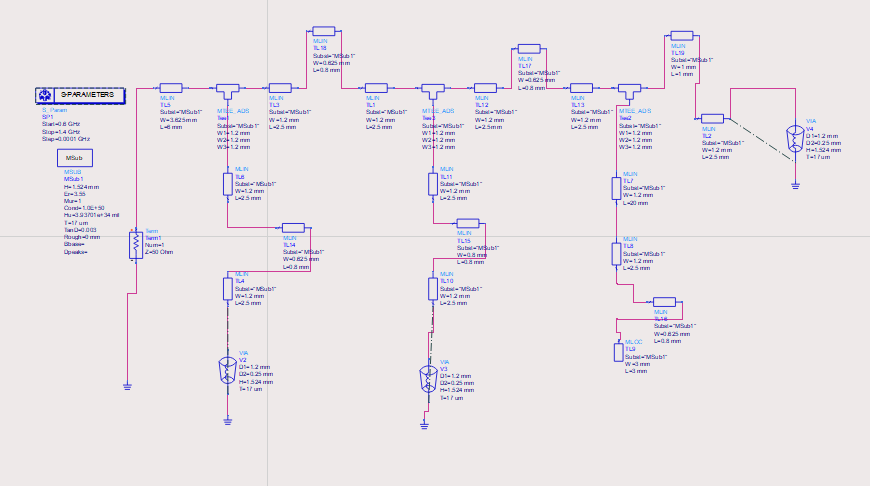 S-PARAMETERS
S_Param
SP1
Start=0.6 GHz
Stop=1.4 GHz
Step=0.0001 GHz
MSub
MSUB
MSub1
H=1.524 mm
Er=3.55
Mur=1
Cond=1.0E+50
Hu=3.93701e+34 mil
T=17 um
TanD=0.003
Rough=0 mm
Bbase=
Dpeaks=
Term
Term1
Num=1
Z=50 Ohm
MLIN
TL5
Subst="MSub1"
W=3.625 mm
L=6 mm
MTEE_ADS
Tee1
Subst="MSub1"
W1=1.2 mm
W2=1.2 mm
W3=1.2 mm
MLIN
TL3
Subst="MSub1"
W=1.2 mm
L=2.5 mm
MLIN
TL18
Subst="MSub1"
W=0.625 mm
L=0.8 mm
MLIN
TL1
Subst="MSub1"
W=1.2 mm
L=2.5 mm
MTEE_ADS
Tee3
Subst="MSub1"
W1=1.2 mm
W2=1.2 mm
W3=1.2 mm
MLIN
TL12
Subst="MSub1"
W=1.2 mm
L=2.5 mm
MLIN
TL17
Subst="MSub1"
W=0.625 mm
L=0.8 mm
MLIN
TL13
Subst="MSub1"
W=1.2 mm
L=2.5 mm
MTEE_ADS
Tee2
Subst="MSub1"
W1=1.2 mm
W2=1.2 mm
W3=1.2 mm
MLIN
TL19
Subst="MSub1"
W=1 mm
L=1 mm
MLIN
TL2
Subst="MSub1"
W=1.2 mm
L=2.5 mm
VIA
V4
D1=1.2 mm
D2=0.25 mm
H=1.524 mm
T=17 um
MLIN
TL6
Subst="MSub1"
W=1.2 mm
L=2.5 mm
MLIN
TL14
Subst="MSub1"
W=0.625 mm
L=0.8 mm
MLIN
TL4
Subst="MSub1"
W=1.2 mm
L=2.5 mm
VIA
V2
D1=1.2 mm
D2=0.25 mm
H=1.524 mm
T=17 um
MLIN
TL11
Subst="MSub1"
W=1.2 mm
L=2.5 mm
MLIN
TL15
Subst="MSub1"
W=0.8 mm
L=0.8 mm
MLIN
TL10
Subst="MSub1"
W=1.2 mm
L=2.5 mm
VIA
V3
D1=1.2 mm
D2=0.25 mm
H=1.524 mm
T=17 um
MLIN
TL7
Subst="MSub1"
W=1.2 mm
L=20 mm
MLIN
TL8
Subst="MSub1"
W=1.2 mm
L=2.5 mm
MLIN
TL16
Subst="MSub1"
W=0.625 mm
L=0.8 mm
MLOC
TL9
Subst="MSub1"
W=3 mm
L=3 mm